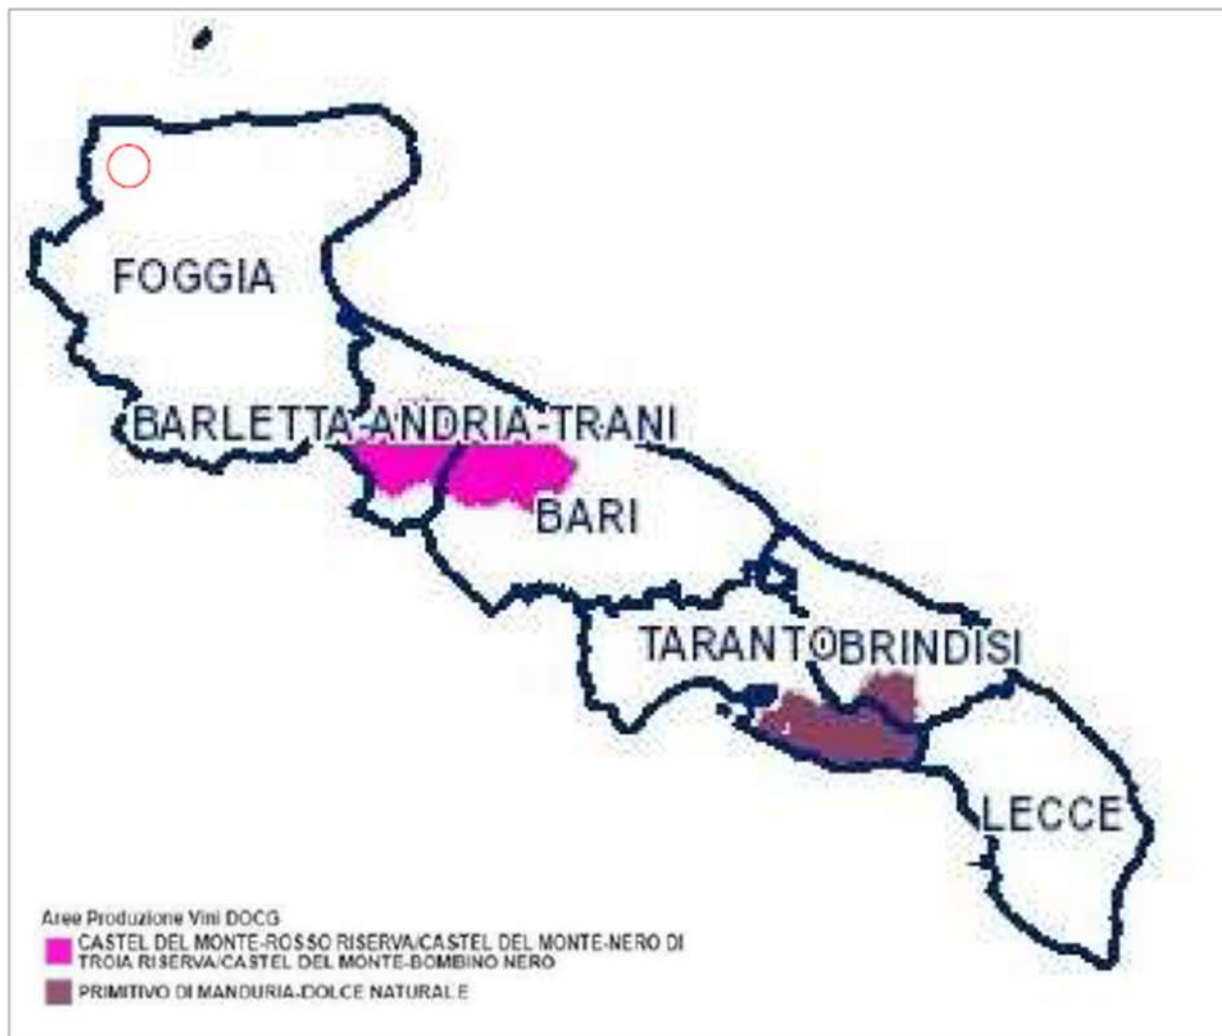 FOGGIA
BARLETTA-ANDRIA-TRANI
BARI
TARANTO
BRINDISI
LECCE
Aree Produzione Vini DOCG
CASTEL DEL MONTE-ROSSO RISERVA/CASTEL DEL MONTE-NERO DI
TROIA RISERVA/CASTEL DEL MONTE-BOMBINO NERO
PRIMITIVO DI MANDURIA-DOLCE NATURALE